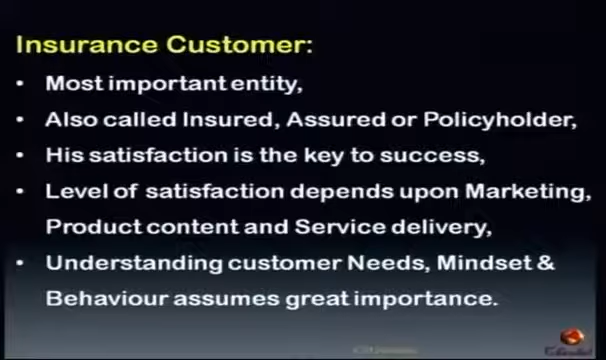 Insurance Customer:
• Most important entity,
• Also called Insured, Assured or Policyholder,
• His satisfaction is the key to success,
• Level of satisfaction depends upon Marketing,
Product content and Service delivery,
• Understanding customer Needs, Mindset &
Behaviour assumes great importance.